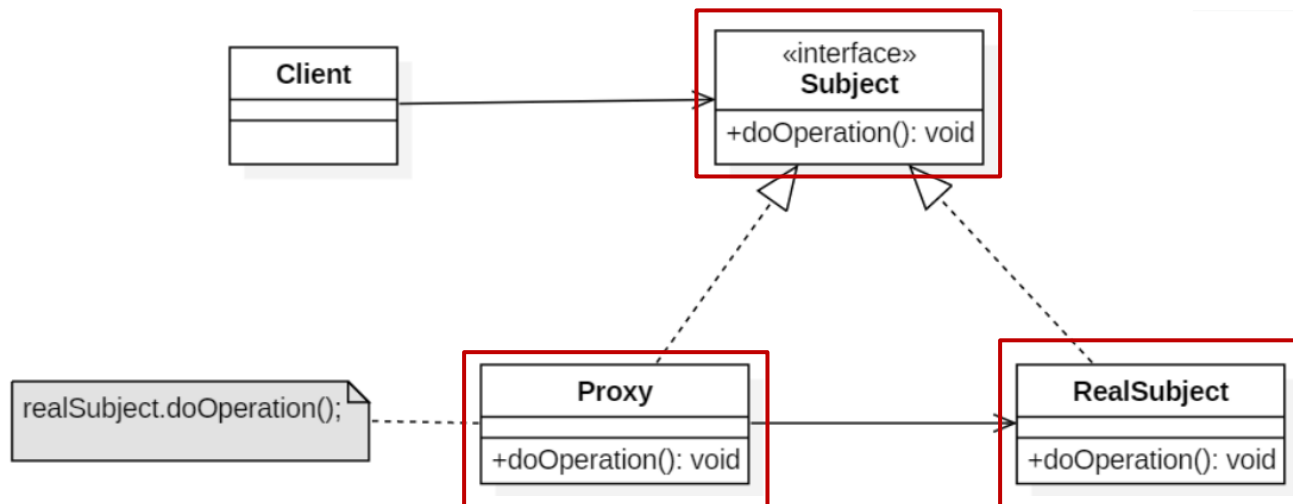 Client
«interface»
Subject
+doOperation(): void
realSubject.doOperation();
Proxy
+doOperation(): void
RealSubject
+doOperation(): void